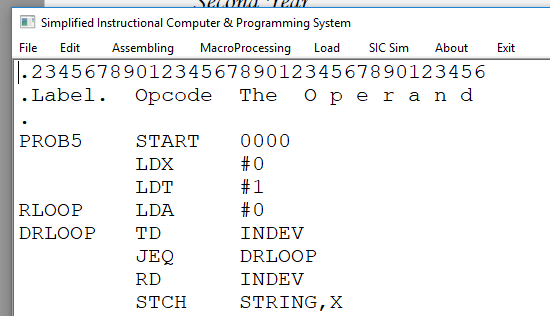 Second Year
Simplified Instructional Computer & Programming System
File Edit Assembling MacroProcessing Load SIC Sim About Exit
.23456789012345678901234567890123456
.Label. Opcode The O p e r a n d
.
PROB5 START 0000
LDX #0
LDT #1
RLOOP LDA #0
DRLOOP TD INDEV
JEQ DRLOOP
RD INDEV
STCH STRING,X